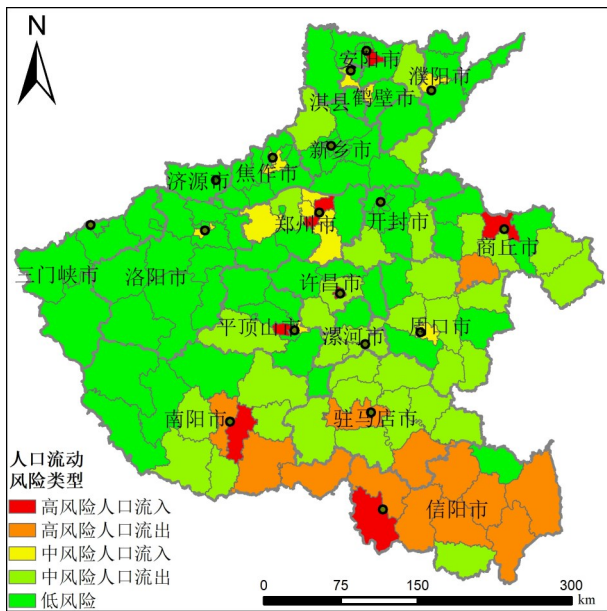 N
安阳市
濮阳市
鹤壁市
淇县
新乡市
焦作市
济源市
郑州市
开封市
商丘市
三门峡市
洛阳市
许昌市
平顶山市
漯河市
周口市
南阳市
驻马店市
信阳市
人口流动
风险类型
高风险人口流入
高风险人口流出
中风险人口流入
中风险人口流出
低风险
0 75 150 300
km